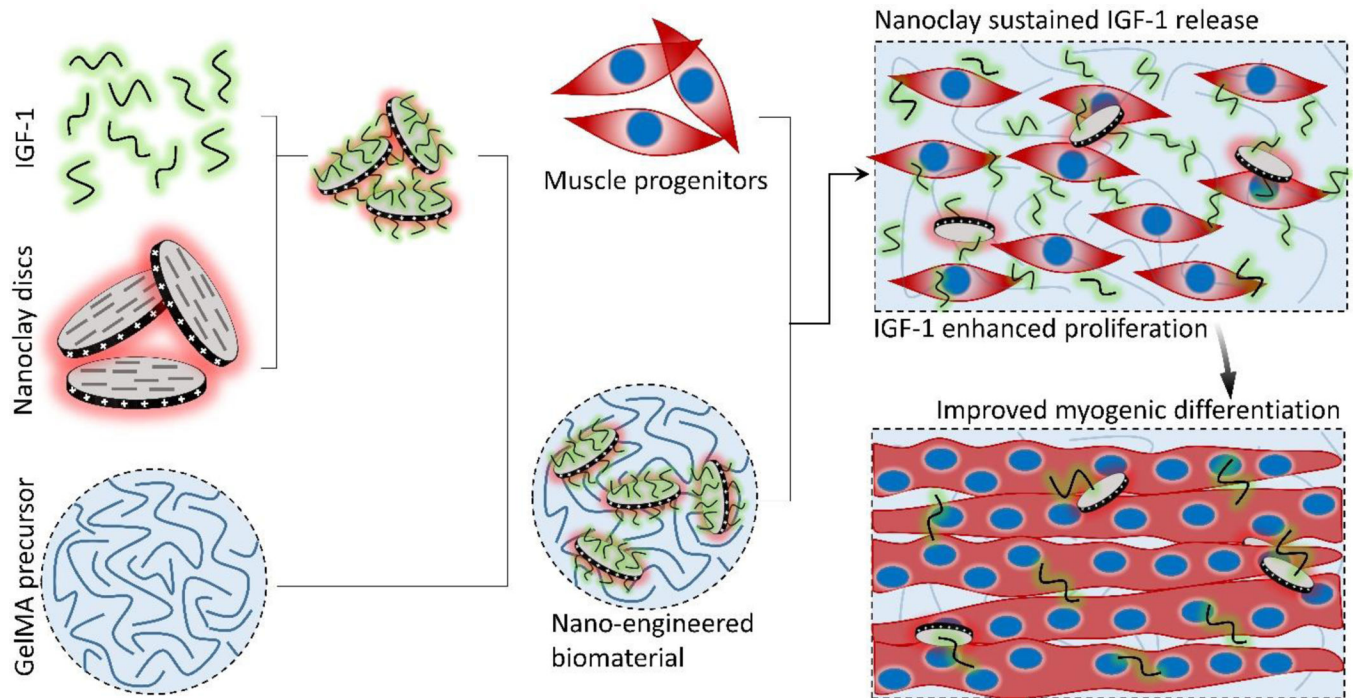 IGF-1
Nanoclay discs
GelMA precursor
Muscle progenitors
Nano-engineered
biomaterial
Nanoclay sustained IGF-1 release
IGF-1 enhanced proliferation
Improved myogenic differentiation